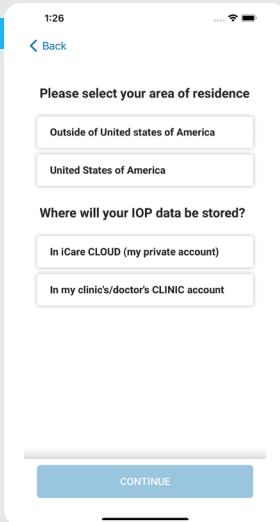 1:26
Back
Please select your area of residence
Outside of United states of America
United States of America
Where will your IOP data be stored?
In iCare CLOUD (my private account)
In my clinic's/doctor's CLINIC account
CONTINUE